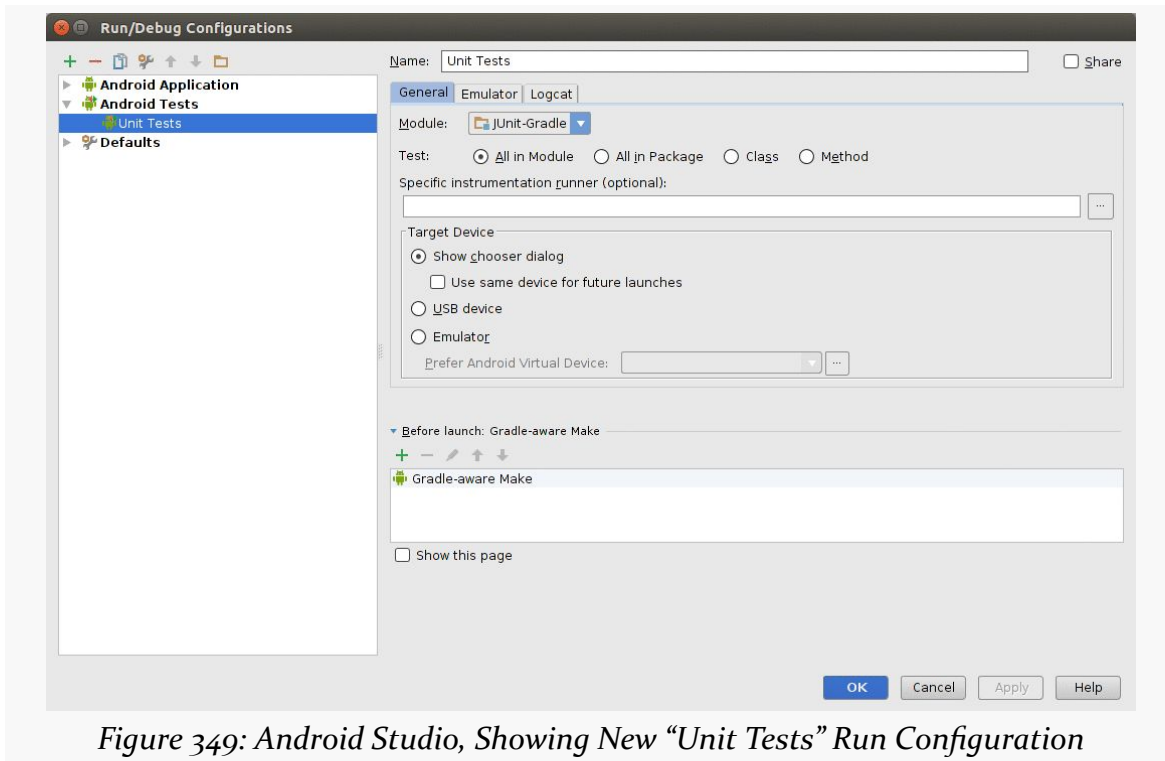 Run/Debug Configurations
Name: Unit Tests
Share
Android Application
Android Tests
Unit Tests
Defaults
General Emulator Logcat
Module: JUnit-Gradle
Test: All in Module All in Package Class Method
Specific instrumentation runner (optional):
...
Target Device
Show chooser dialog
Use same device for future launches
USB device
Emulator
Prefer Android Virtual Device: ...
Before launch: Gradle-aware Make
Gradle-aware Make
Show this page
OK Cancel Apply Help
Figure 349: Android Studio, Showing New “Unit Tests” Run Configuration